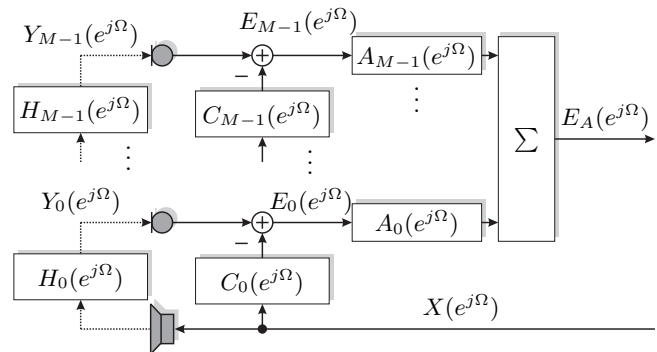 Y_{M−1}(e^{jΩ}) E_{M−1}(e^{jΩ})
+ A_{M−1}(e^{jΩ})
−
H_{M−1}(e^{jΩ}) C_{M−1}(e^{jΩ}) ⋮ E_A(e^{jΩ})
⋮ ⋮ ∑
Y_0(e^{jΩ}) E_0(e^{jΩ})
+ A_0(e^{jΩ})
−
H_0(e^{jΩ}) C_0(e^{jΩ})
X(e^{jΩ})